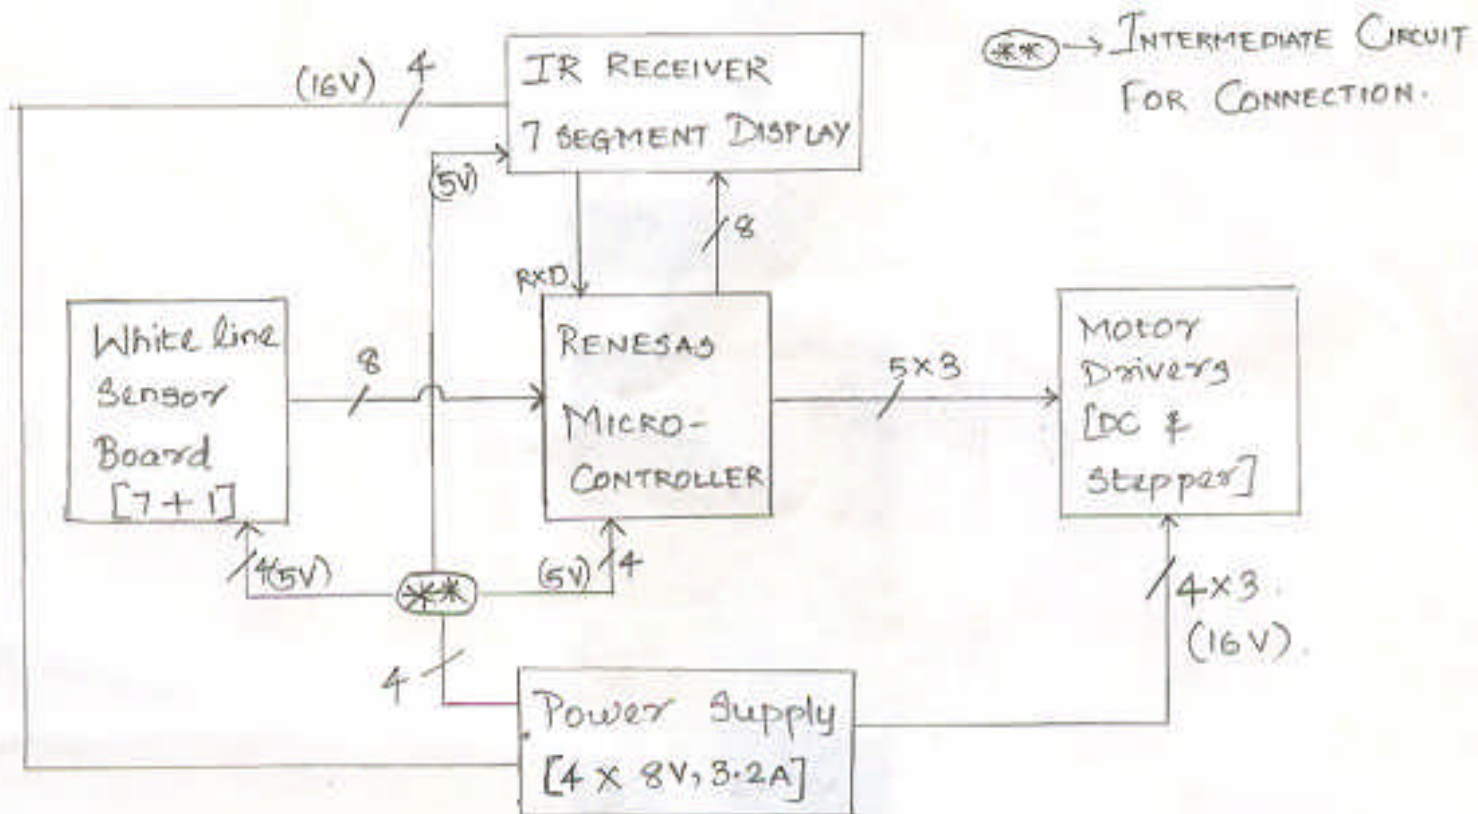 (16V) 4
IR RECEIVER
7 SEGMENT DISPLAY
** → INTERMEDIATE CIRCUIT
FOR CONNECTION.
(5V)
8
RXD
White line
Sensor
Board
[7+1]
8
RENESAS
MICRO-
CONTROLLER
5×3
Motor
Drivers
[DC &
Stepper]
4(5V)
**
(5V) 4
4×3.
(16V).
4
Power Supply
[4 × 8V, 3.2A]